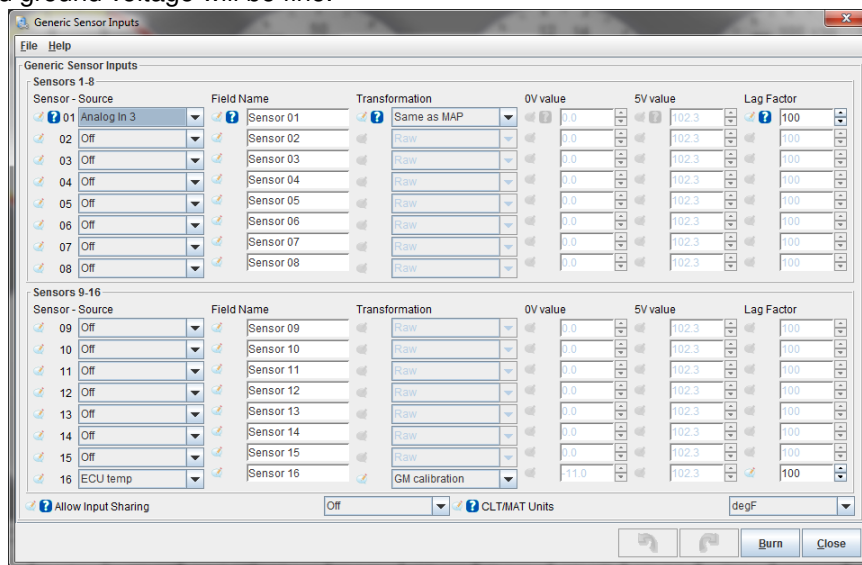 d ground voltage will be fine.
Generic Sensor Inputs
File Help
Generic Sensor Inputs
Sensors 1-8
Sensor - Source Field Name Transformation 0V value 5V value Lag Factor
01 Analog In 3 Sensor 01 Same as MAP 0.0 102.3 100
02 Off Sensor 02 Raw 0.0 102.3 100
03 Off Sensor 03 Raw 0.0 102.3 100
04 Off Sensor 04 Raw 0.0 102.3 100
05 Off Sensor 05 Raw 0.0 102.3 100
06 Off Sensor 06 Raw 0.0 102.3 100
07 Off Sensor 07 Raw 0.0 102.3 100
08 Off Sensor 08 Raw 0.0 102.3 100
Sensors 9-16
Sensor - Source Field Name Transformation 0V value 5V value Lag Factor
09 Off Sensor 09 Raw 0.0 102.3 100
10 Off Sensor 10 Raw 0.0 102.3 100
11 Off Sensor 11 Raw 0.0 102.3 100
12 Off Sensor 12 Raw 0.0 102.3 100
13 Off Sensor 13 Raw 0.0 102.3 100
14 Off Sensor 14 Raw 0.0 102.3 100
15 Off Sensor 15 Raw 0.0 102.3 100
16 ECU temp Sensor 16 GM calibration -11.0 102.3 100
Allow Input Sharing Off CLT/MAT Units degF
Burn Close